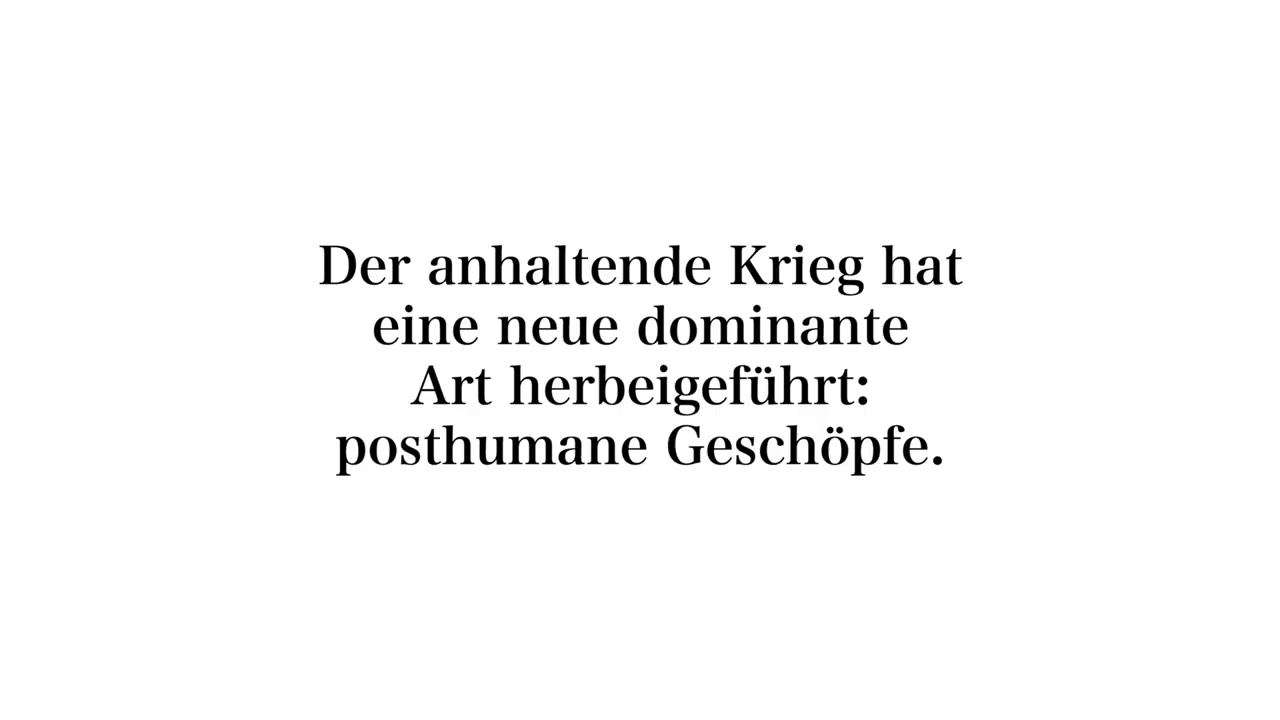 Der anhaltende Krieg hat
eine neue dominante
Art herbeigeführt:
posthumane Geschöpfe.